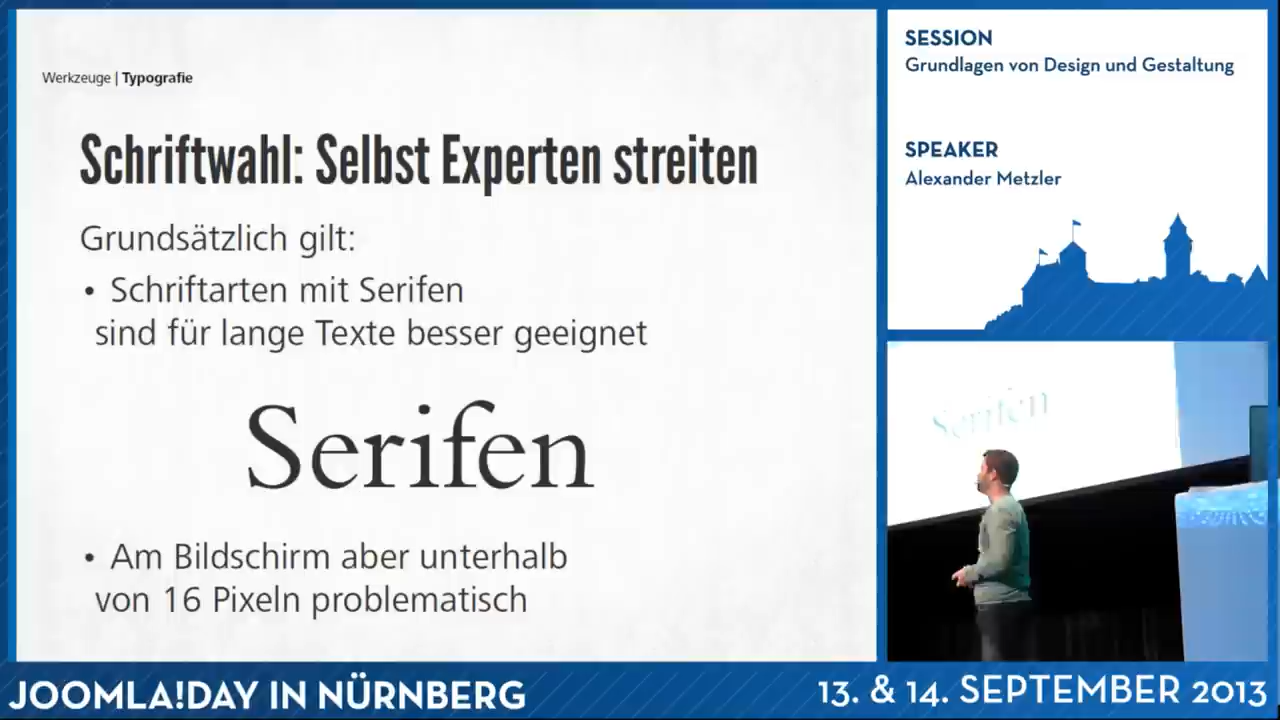 Werkzeuge | Typografie
Schriftwahl: Selbst Experten streiten
Grundsätzlich gilt:
• Schriftarten mit Serifen
sind für lange Texte besser geeignet
Serifen
• Am Bildschirm aber unterhalb
von 16 Pixeln problematisch
SESSION
Grundlagen von Design und Gestaltung
SPEAKER
Alexander Metzler
Serifen
JOOMLA!DAY IN NÜRNBERG
13. & 14. SEPTEMBER 2013